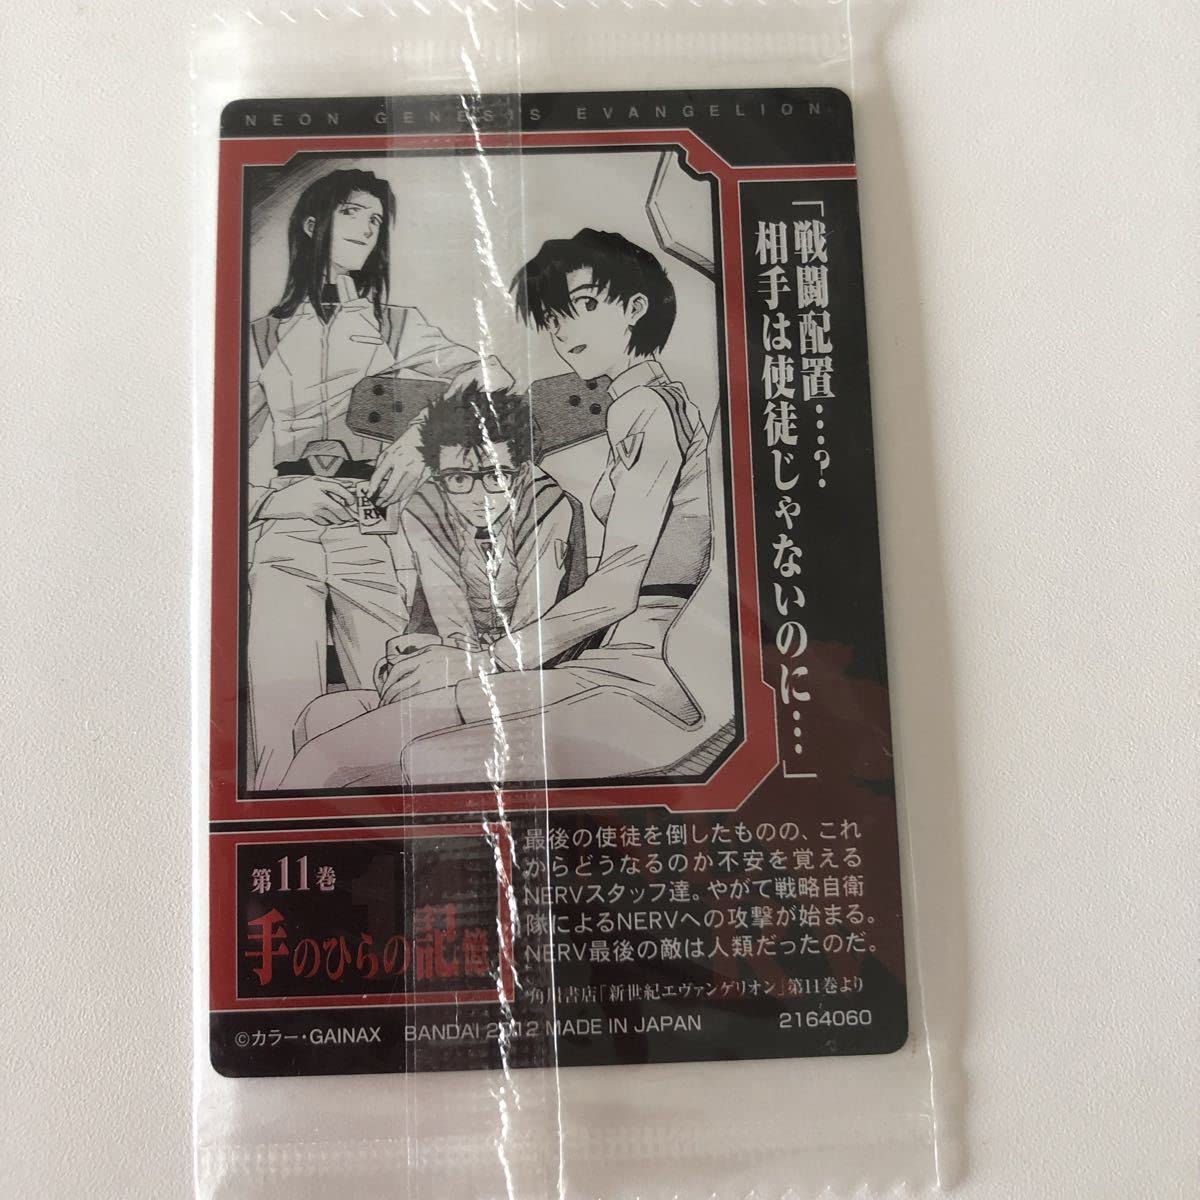 NEON GENESIS EVANGELION
「戦闘配置…?
相手は使徒じゃないのに…」
NERV
第11巻
手のひらの記憶
最後の使徒を倒したものの、これ
からどうなるのか不安を覚える
NERVスタッフ達。やがて戦略自衛
隊によるNERVへの攻撃が始まる。
NERV最後の敵は人類だったのだ。
角川書店「新世紀エヴァンゲリオン」第11巻より
©カラー・GAINAX BANDAI 2012 MADE IN JAPAN 2164060